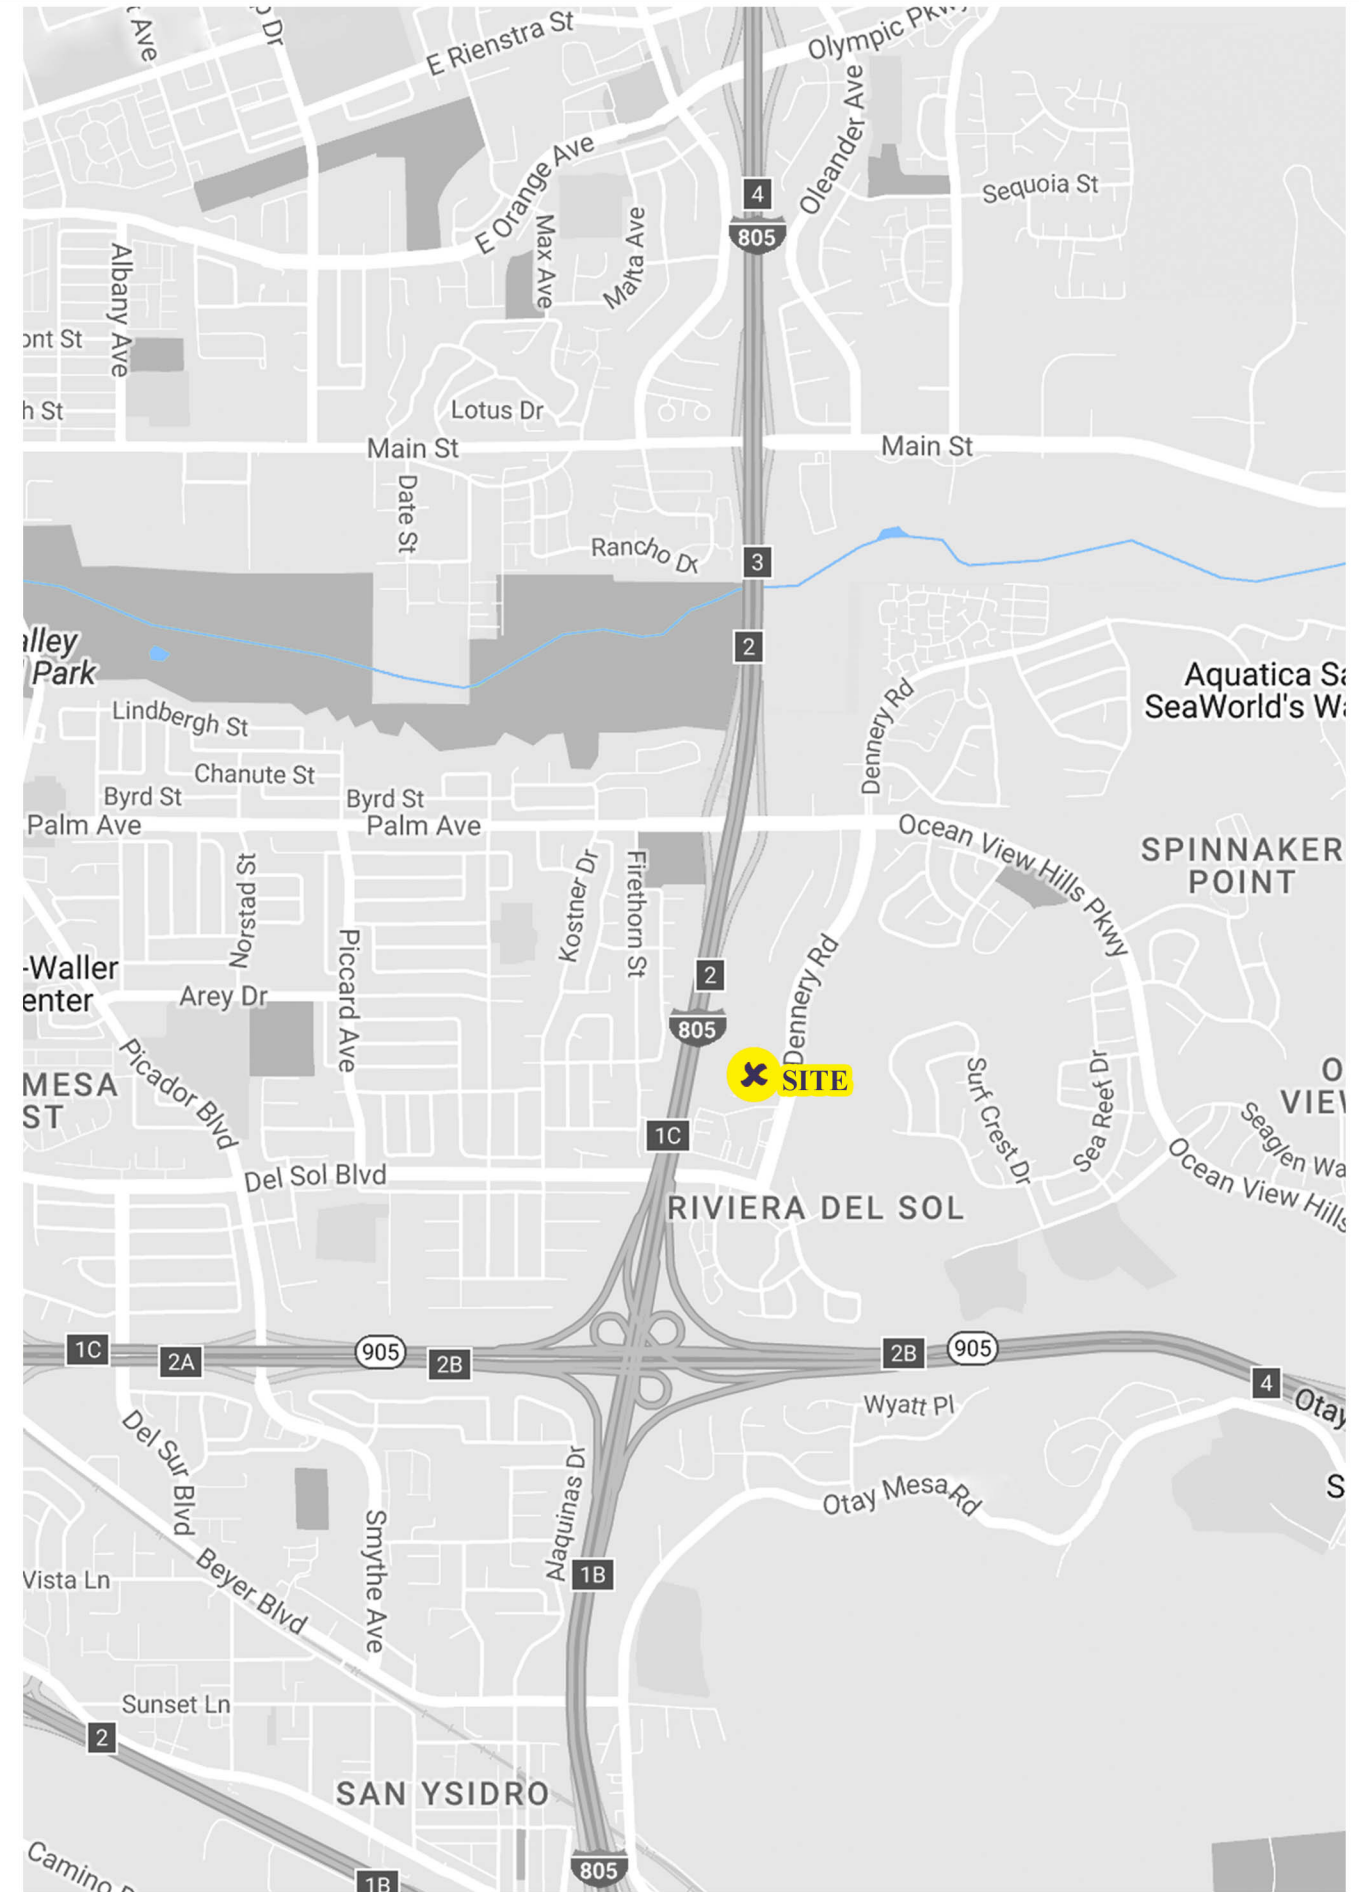 Ave
Dr
E Rienstra St
Olympic Pkwy
E Orange Ave
Oleander Ave
4
805
Sequoia St
Max Ave
Malta Ave
Albany Ave
ont St
h St
Lotus Dr
Main St
Main St
Date St
Rancho Dr
3
2
alley
Park
Aquatica Sa
SeaWorld's Wa
Dennery Rd
Lindbergh St
Chanute St
Byrd St
Byrd St
Palm Ave
Palm Ave
Ocean View Hills Pkwy
SPINNAKER
POINT
Norstad St
Kostner Dr
Firethorn St
Piccard Ave
-Waller
enter
Arey Dr
2
805
Dennery Rd
SITE
Picador Blvd
MESA
ST
Surf Crest Dr
Sea Reef Dr
O
VIEW
Seaglen Wa
1C
Del Sol Blvd
RIVIERA DEL SOL
Ocean View Hills
1C
2A
905
2B
2B
905
4
Otay
Wyatt Pl
Del Sur Blvd
Alaquinas Dr
Otay Mesa Rd
S
Smythe Ave
1B
Vista Ln
Beyer Blvd
Sunset Ln
2
SAN YSIDRO
805
Camino
1B